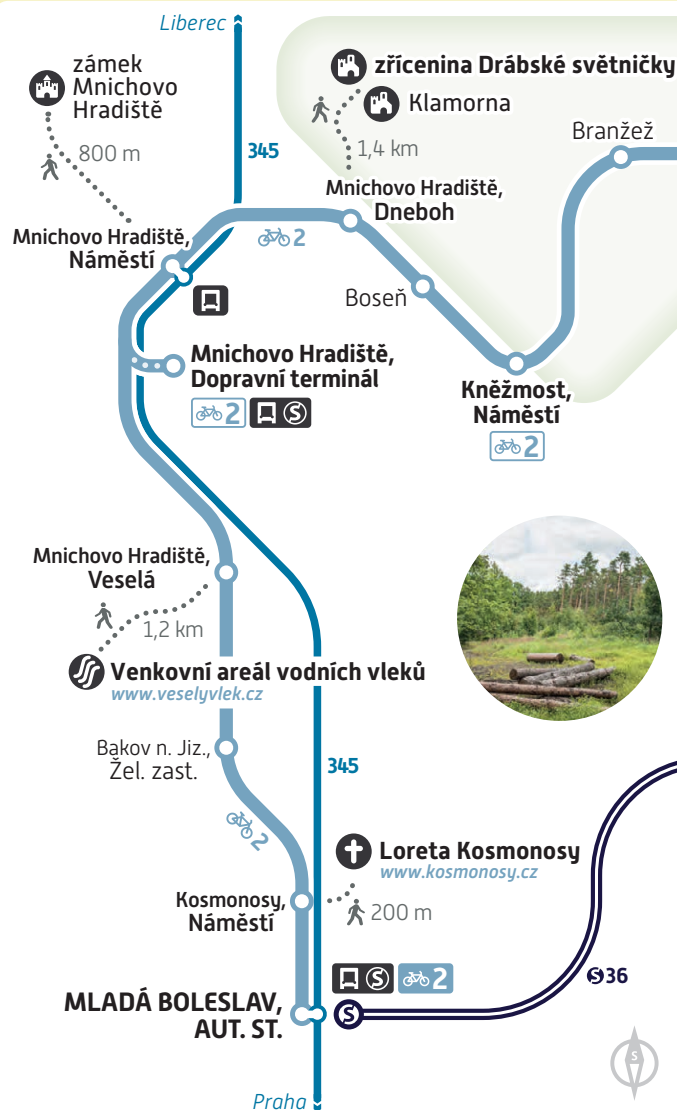 Liberec
zámek
Mnichovo
Hradiště
800 m
345
zřícenina Drábské světničky
Klamorna
1,4 km
Branžež
Mnichovo Hradiště,
Dneboh
Mnichovo Hradiště,
Náměstí
2
Boseň
Mnichovo Hradiště,
Dopravní terminál
2 S
Kněžmost,
Náměstí
2
Mnichovo Hradiště,
Veselá
1,2 km
Venkovní areál vodních vleků
www.veselyvlek.cz
Bakov n. Jiz.,
Žel. zast.
345
2
Loreta Kosmonosy
www.kosmonosy.cz
Kosmonosy,
Náměstí
200 m
S 2
S36
MLADÁ BOLESLAV,
AUT. ST.
S
S
Praha